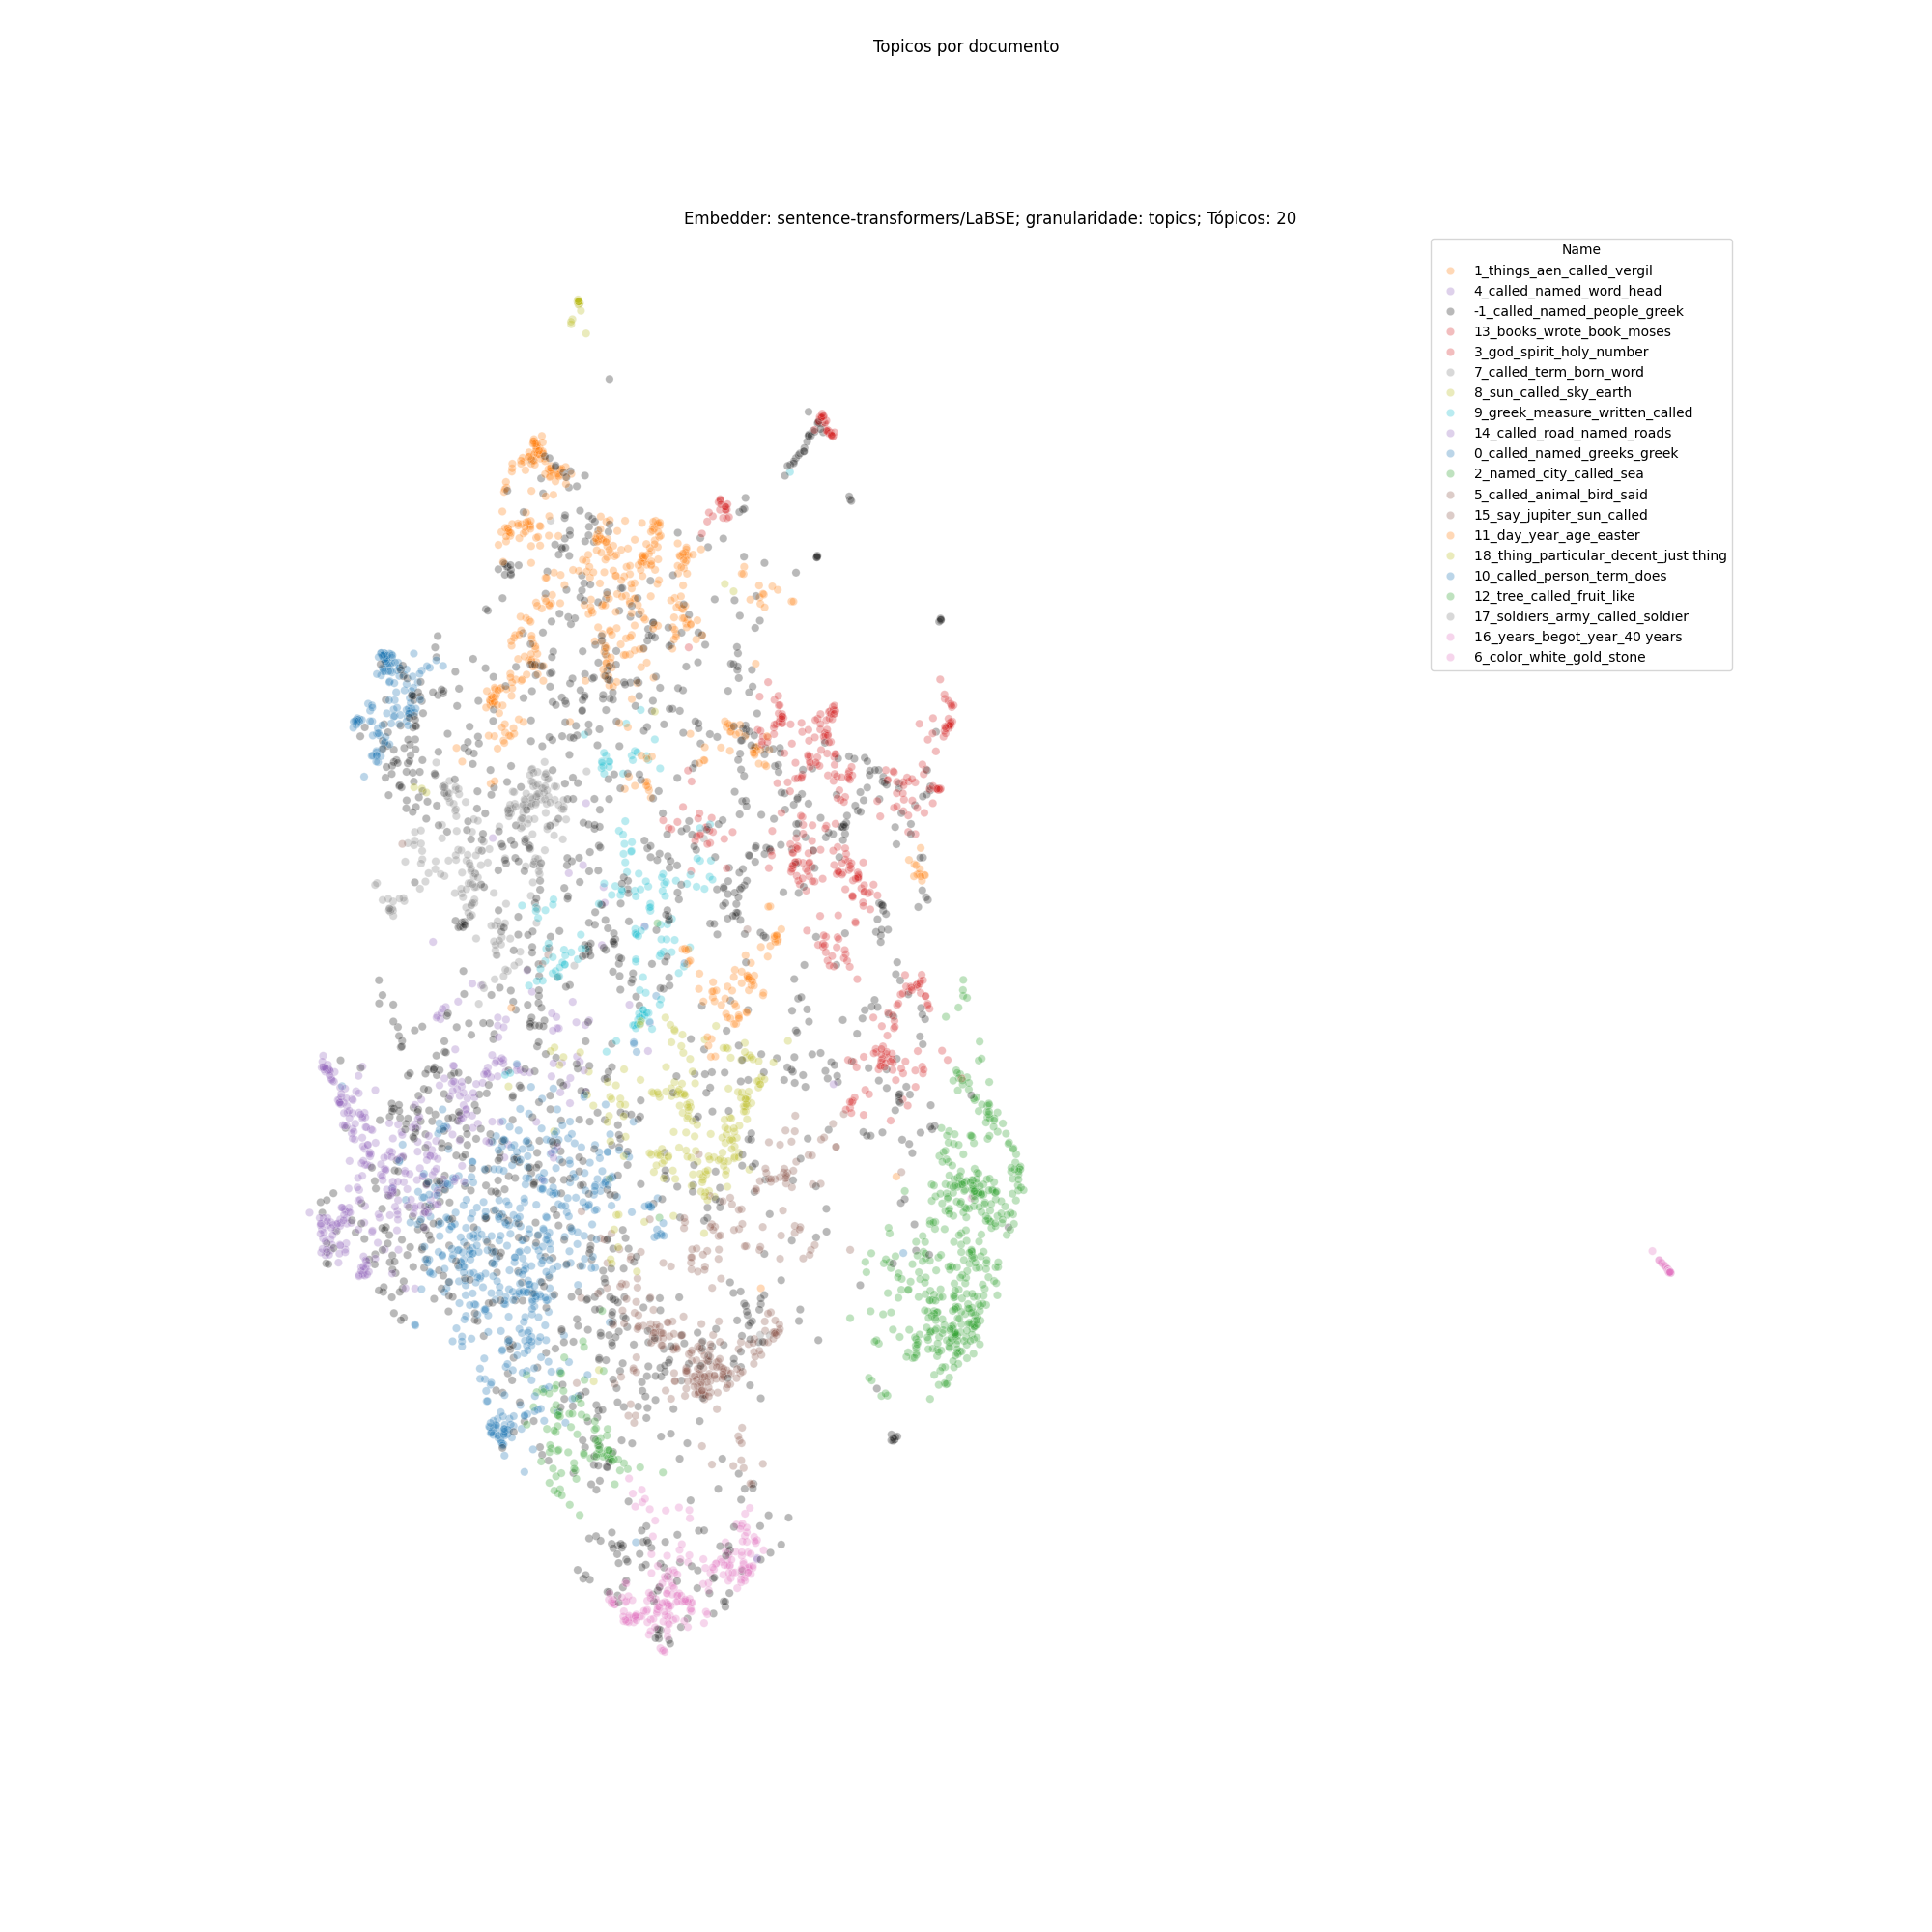 Topicos por documento
Embedder: sentence-transformers/LaBSE; granularidade: topics; Tópicos: 20
Name
1_things_aen_called_vergil
4_called_named_word_head
-1_called_named_people_greek
13_books_wrote_book_moses
3_god_spirit_holy_number
7_called_term_born_word
8_sun_called_sky_earth
9_greek_measure_written_called
14_called_road_named_roads
0_called_named_greeks_greek
2_named_city_called_sea
5_called_animal_bird_said
15_say_jupiter_sun_called
11_day_year_age_easter
18_thing_particular_decent_just thing
10_called_person_term_does
12_tree_called_fruit_like
17_soldiers_army_called_soldier
16_years_begot_year_40 years
6_color_white_gold_stone